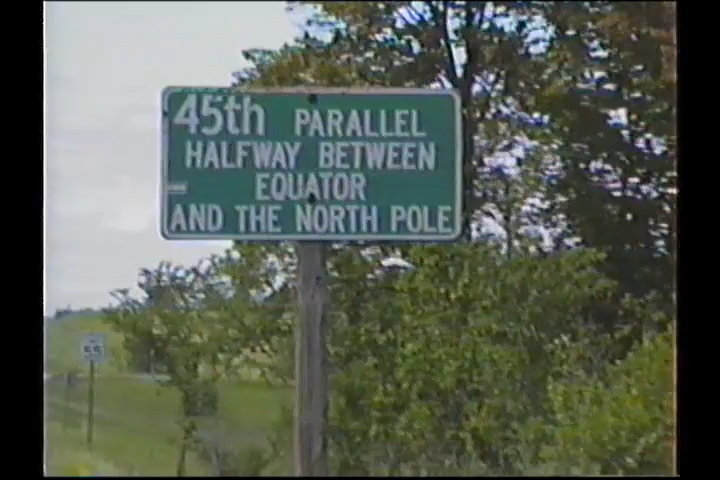 45th PARALLEL
HALFWAY BETWEEN
EQUATOR
AND THE NORTH POLE